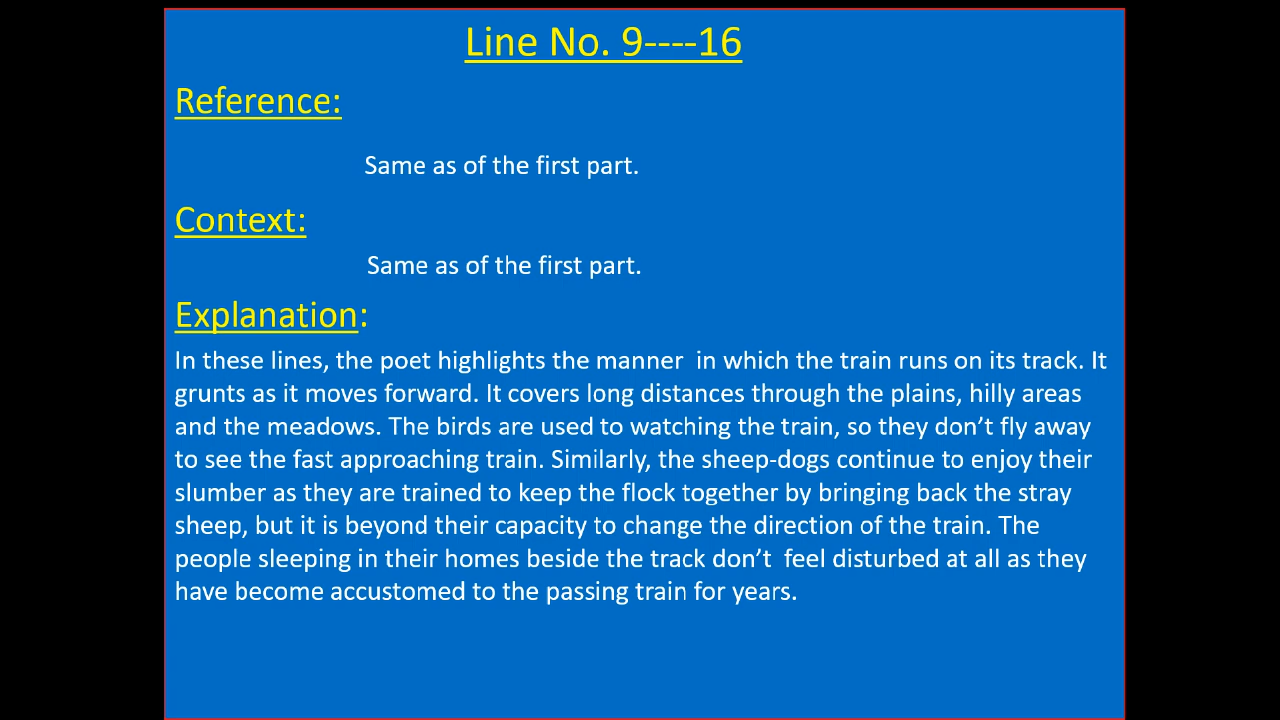 Line No. 9----16
Reference:
Same as of the first part.
Context:
Same as of the first part.
Explanation:
In these lines, the poet highlights the manner  in which the train runs on its track. It
grunts as it moves forward. It covers long distances through the plains, hilly areas
and the meadows. The birds are used to watching the train, so they don’t fly away
to see the fast approaching train. Similarly, the sheep-dogs continue to enjoy their
slumber as they are trained to keep the flock together by bringing back the stray
sheep, but it is beyond their capacity to change the direction of the train. The
people sleeping in their homes beside the track don’t  feel disturbed at all as they
have become accustomed to the passing train for years.